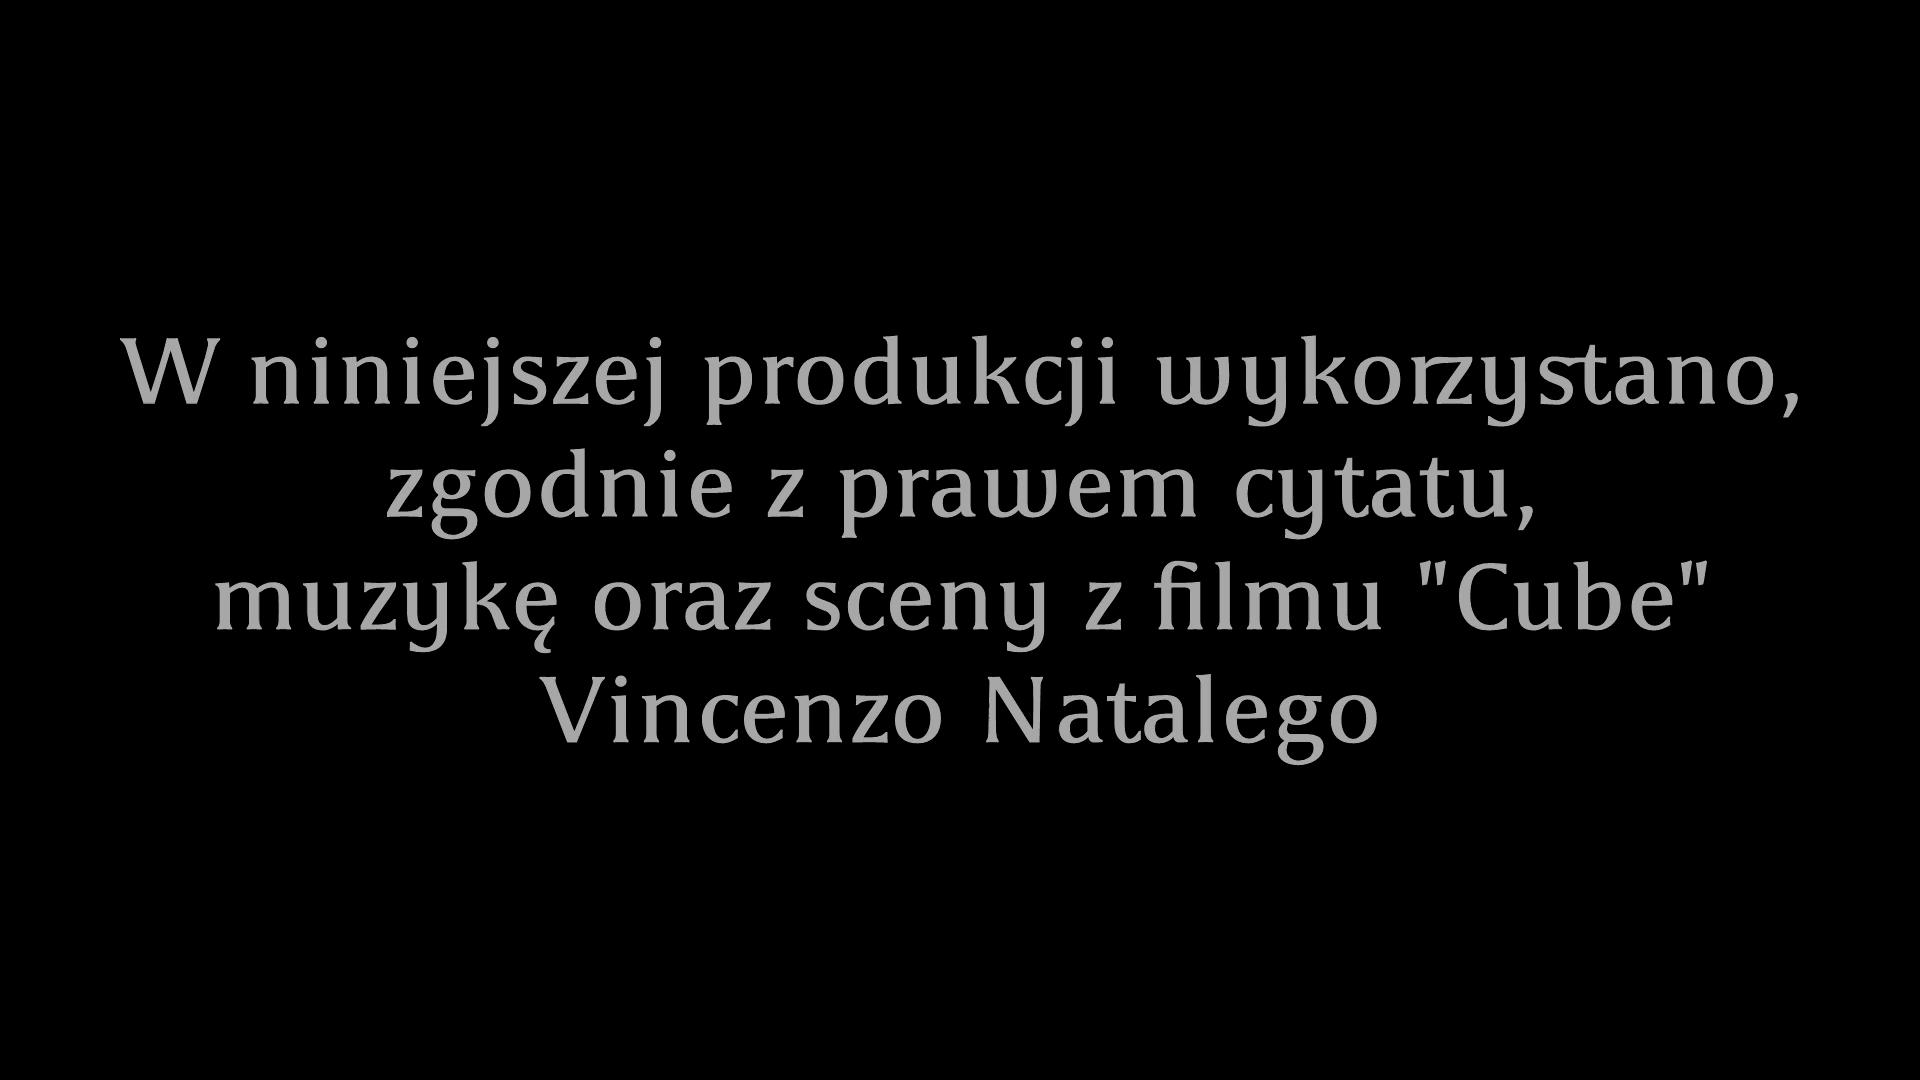 W niniejszej produkcji wykorzystano,
zgodnie z prawem cytatu,
muzykę oraz sceny z filmu "Cube"
Vincenzo Natalego